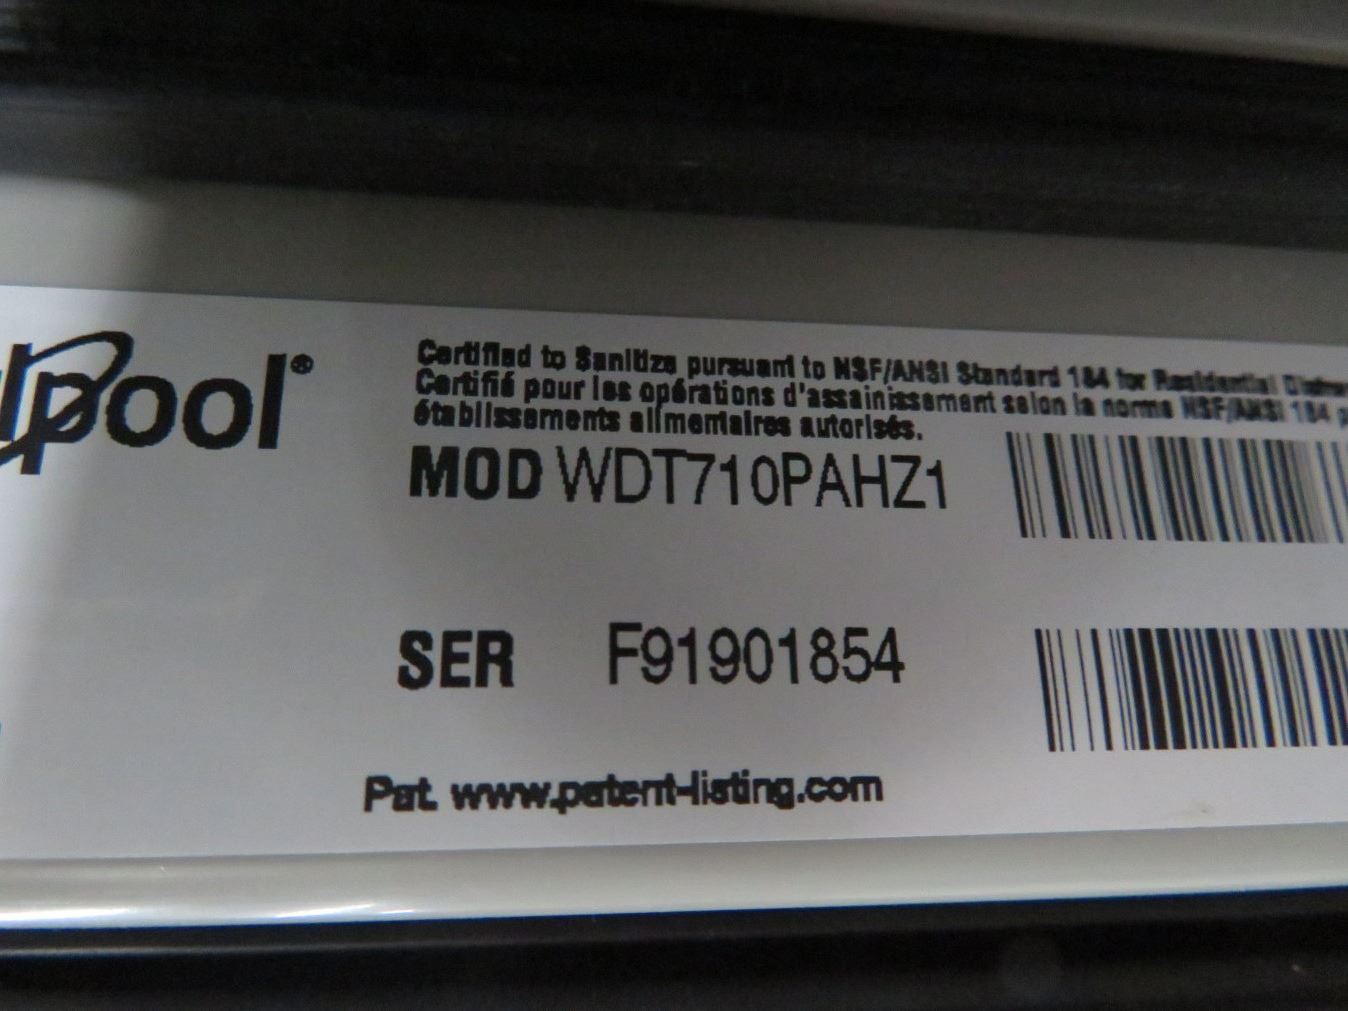 lpool®
Certified to Sanitize pursuant to NSF/ANSI Standard 184 for Residential
Certifié pour les opérations d'assainissement selon la norme NSF/ANSI 184
établissements alimentaires autorisés.
MOD WDT710PAHZ1
SER F91901854
Pat. www.patent-listing.com